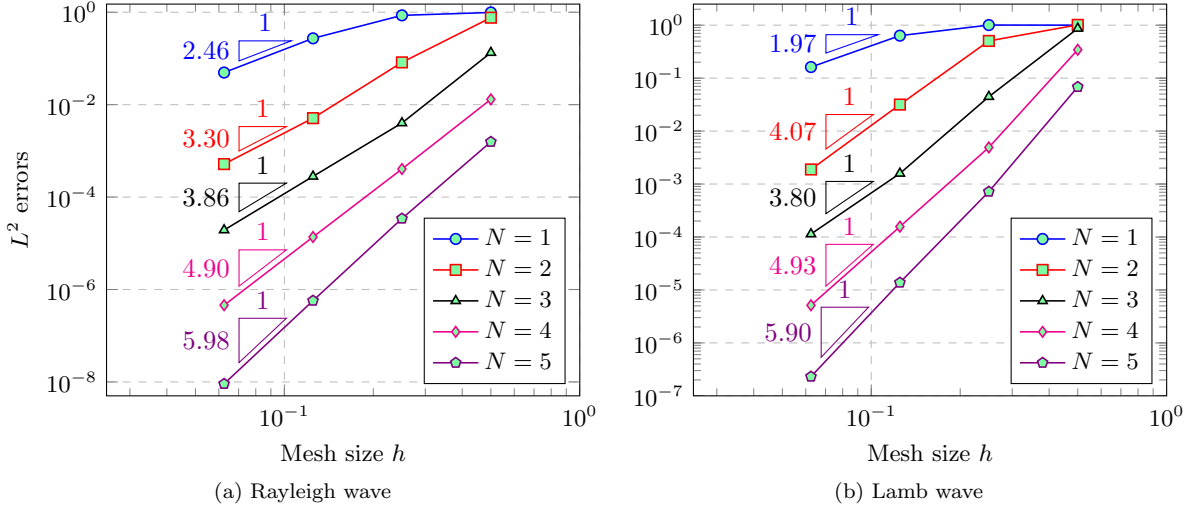 10^0
10^{-2}
10^{-4}
10^{-6}
10^{-8}
L^2 errors
1
2.46
1
3.30
1
3.86
1
4.90
1
5.98
N = 1
N = 2
N = 3
N = 4
N = 5
10^{-1}
10^0
Mesh size h
(a) Rayleigh wave
10^0
10^{-1}
10^{-2}
10^{-3}
10^{-4}
10^{-5}
10^{-6}
10^{-7}
1
1.97
1
4.07
1
3.80
1
4.93
1
5.90
N = 1
N = 2
N = 3
N = 4
N = 5
10^{-1}
10^0
Mesh size h
(b) Lamb wave